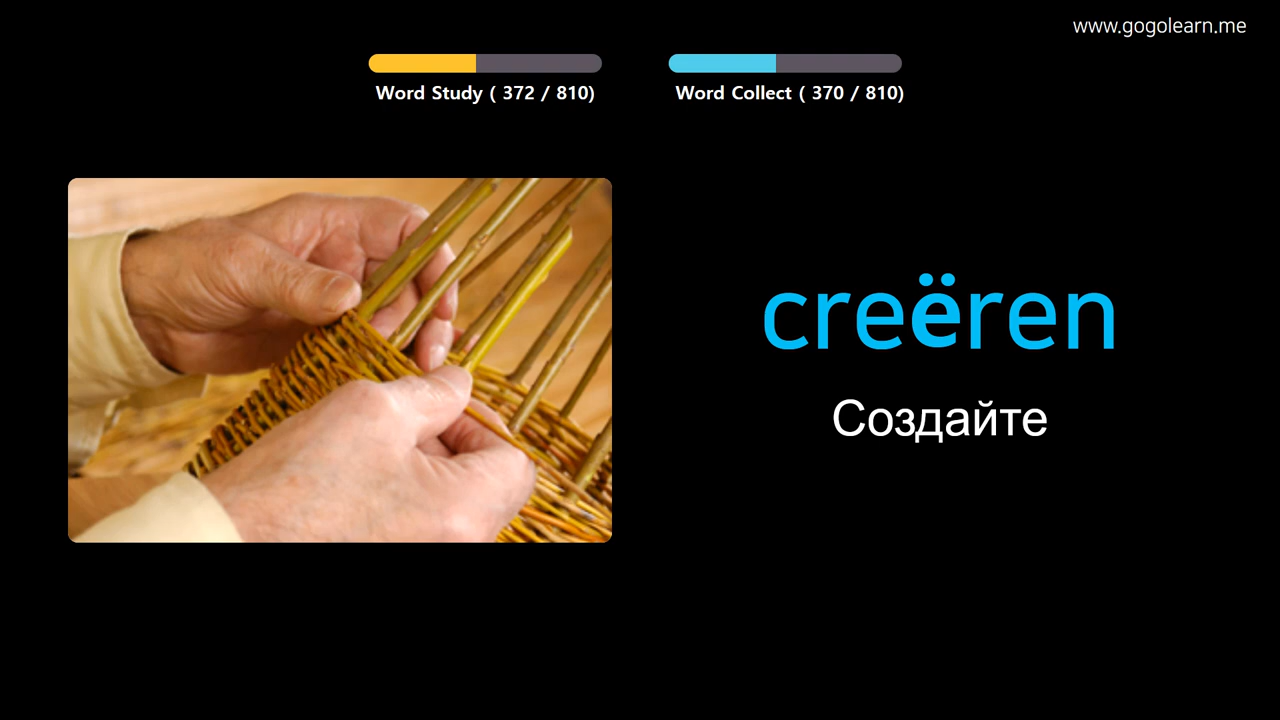 www.gogolearn.me
Word Study ( 372 / 810)
Word Collect ( 370 / 810)
creëren
Создайте